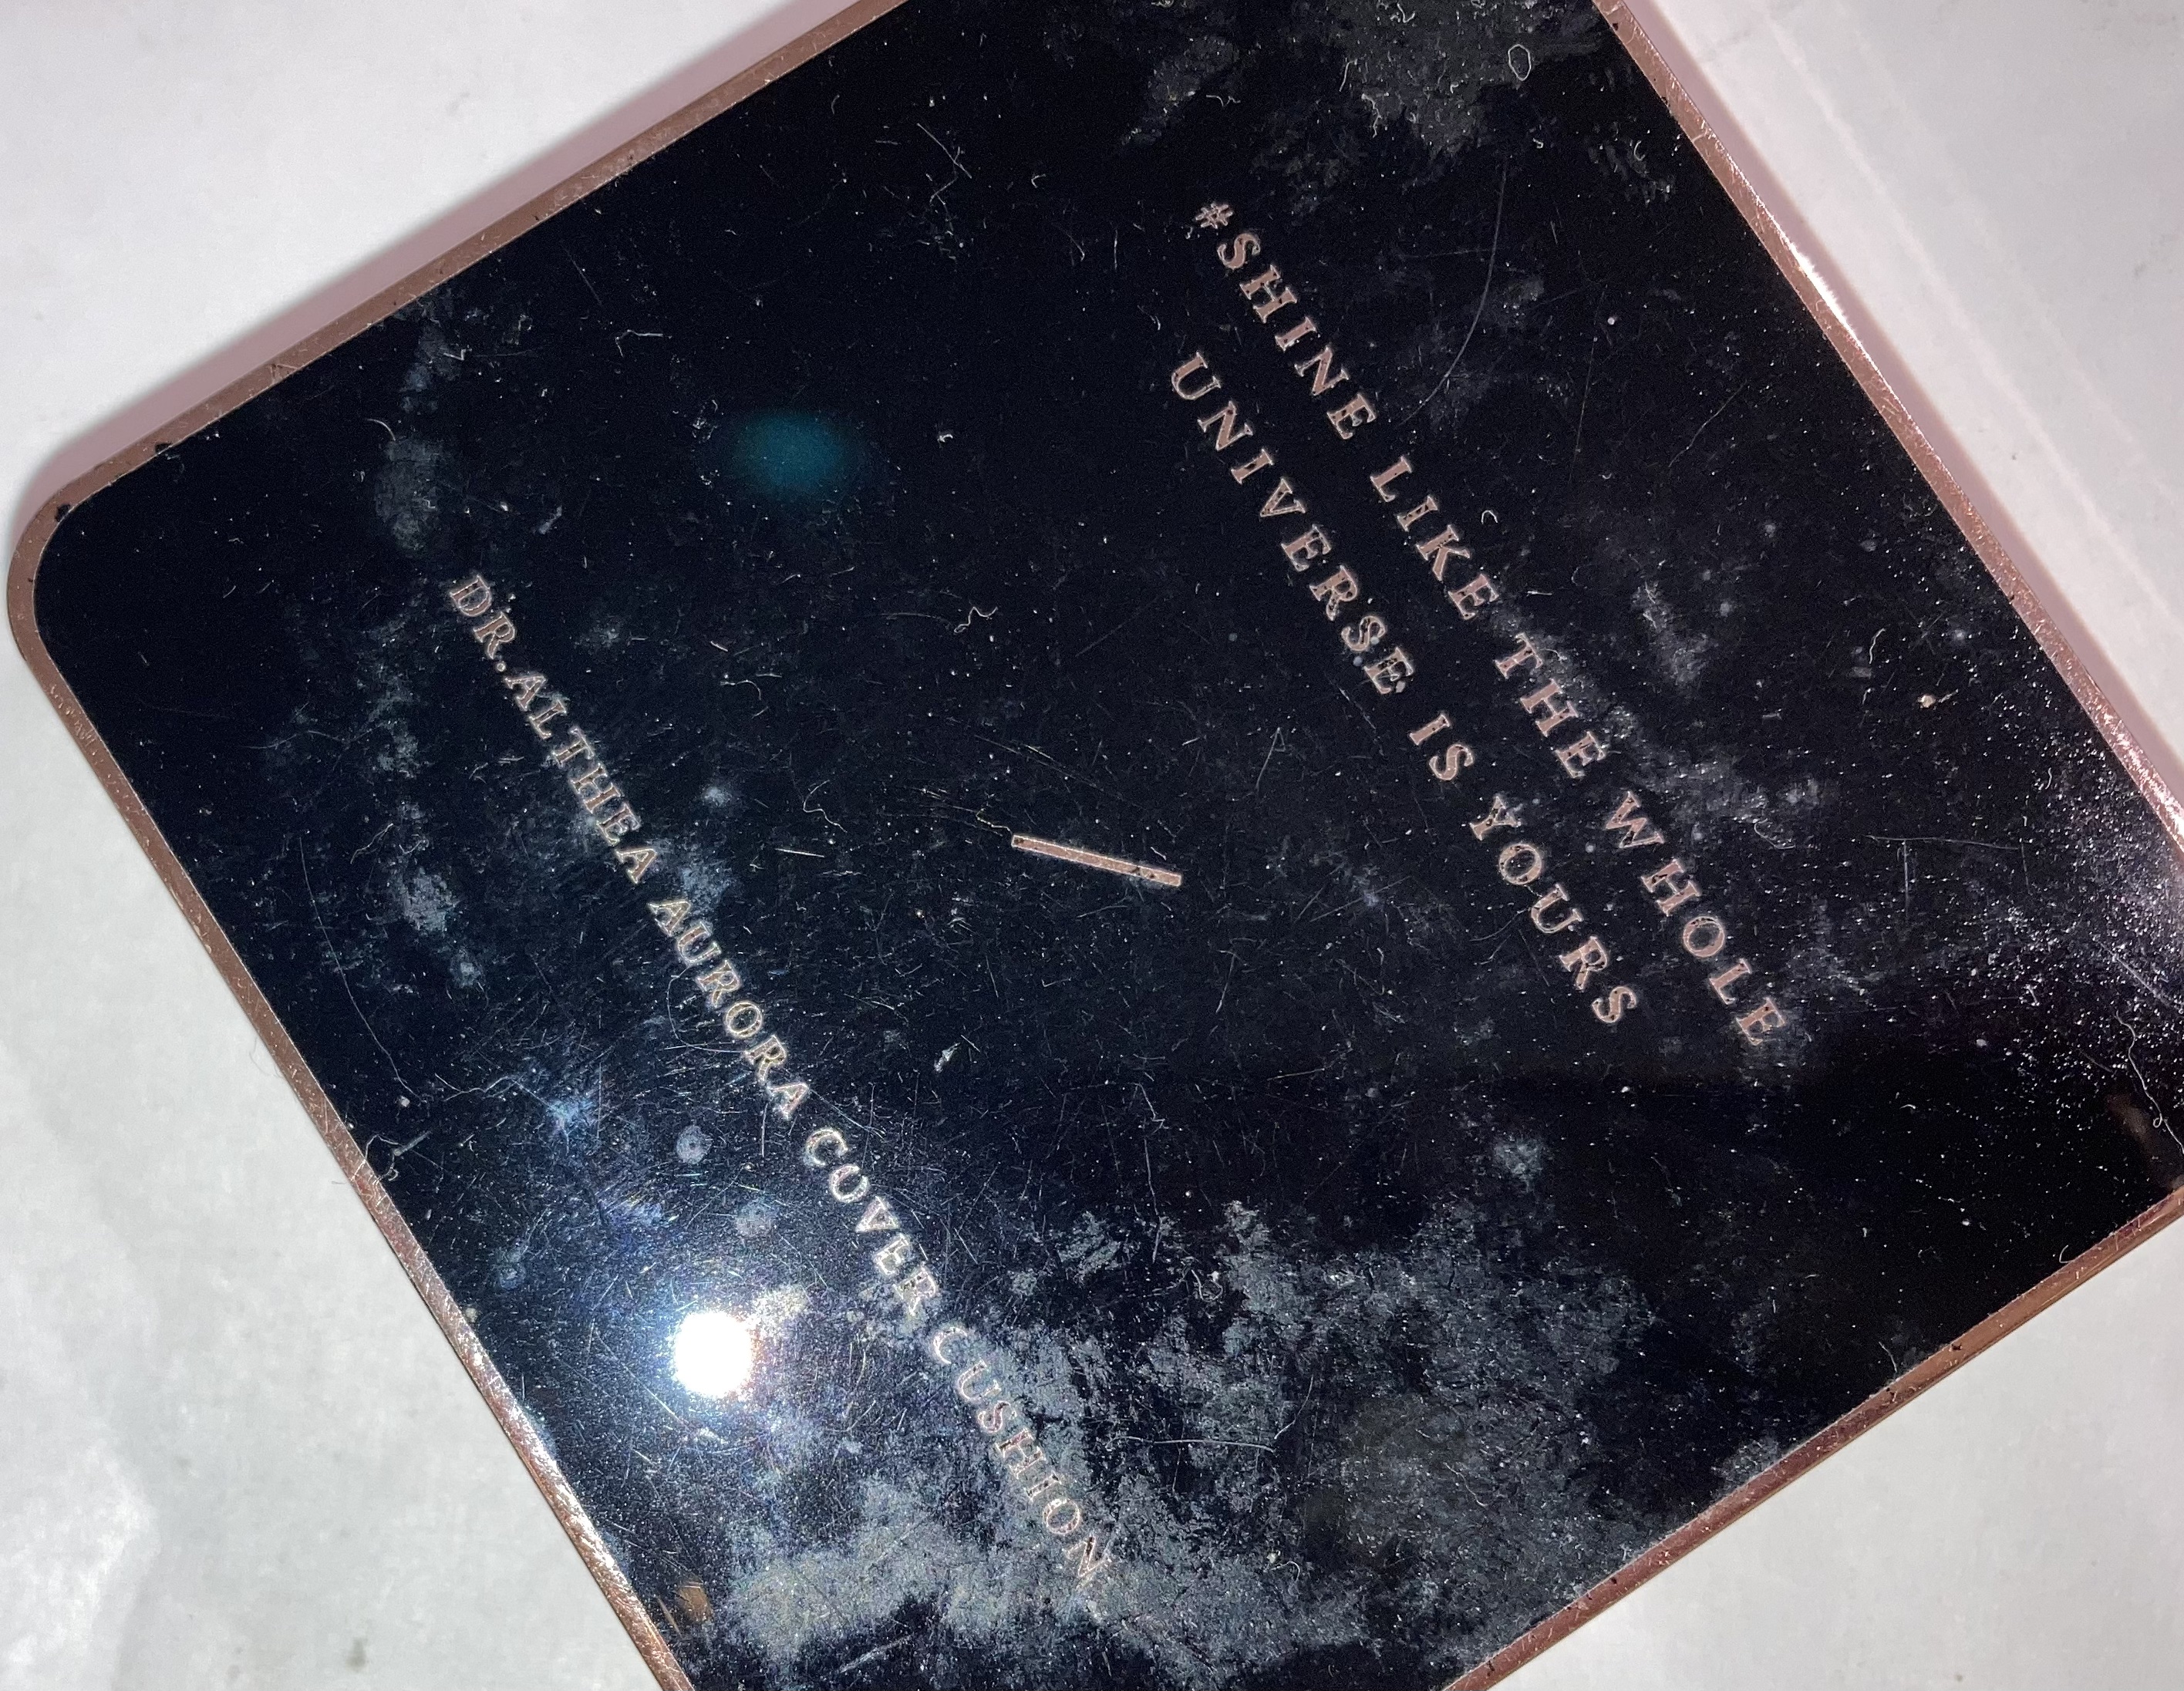 #SHINE LIKE THE WHOLE
UNIVERSE IS YOURS
DR.ALTHEA AURORA COVER CUSHION